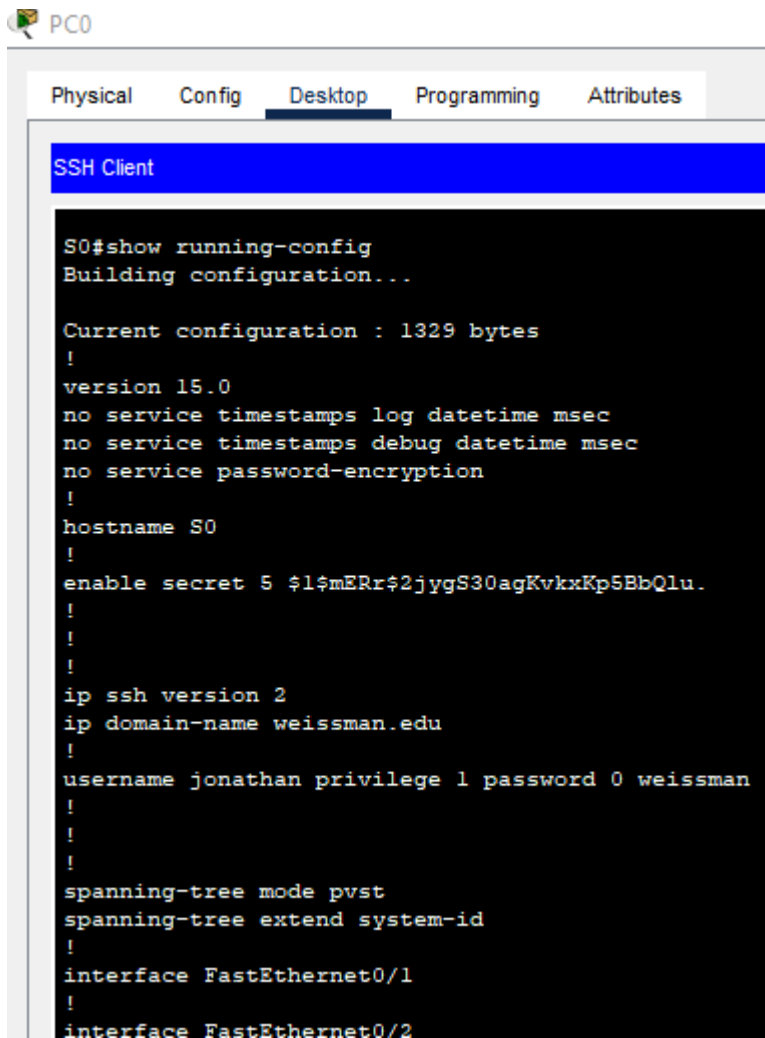 PC0
Physical Config Desktop Programming Attributes
SSH Client
S0#show running-config
Building configuration...
Current configuration : 1329 bytes
!
version 15.0
no service timestamps log datetime msec
no service timestamps debug datetime msec
no service password-encryption
!
hostname S0
!
enable secret 5 $1$mERr$2jygS30agKvkxKp5BbQlu.
!
!
!
ip ssh version 2
ip domain-name weissman.edu
!
username jonathan privilege 1 password 0 weissman
!
!
!
spanning-tree mode pvst
spanning-tree extend system-id
!
interface FastEthernet0/1
!
interface FastEthernet0/2